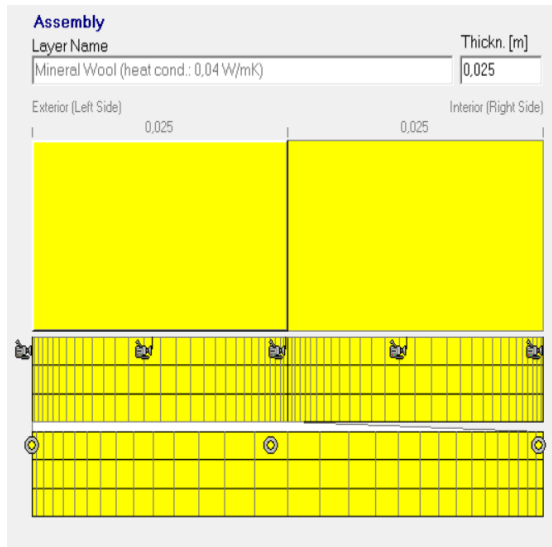 Assembly
Layer Name
Thickn. [m]
Mineral Wool (heat cond.: 0,04 W/mK)
0,025
Exterior (Left Side)
Interior (Right Side)
0,025
0,025